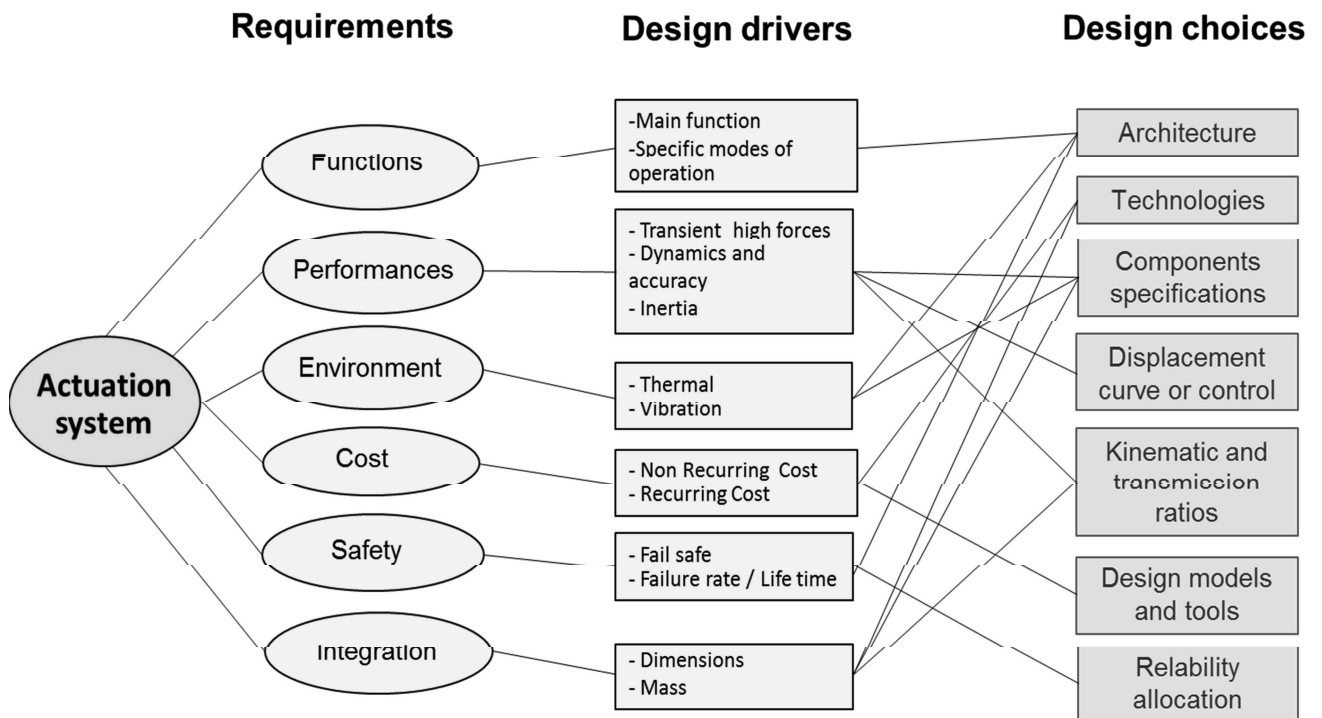 Requirements
Design drivers
Design choices
Actuation
system
Functions
Performances
Environment
Cost
Safety
Integration
-Main function
-Specific modes of
operation
- Transient high forces
- Dynamics and
accuracy
- Inertia
- Thermal
- Vibration
- Non Recurring Cost
- Recurring Cost
- Fail safe
- Failure rate / Life time
- Dimensions
- Mass
Architecture
Technologies
Components
specifications
Displacement
curve or control
Kinematic and
transmission
ratios
Design models
and tools
Relability
allocation